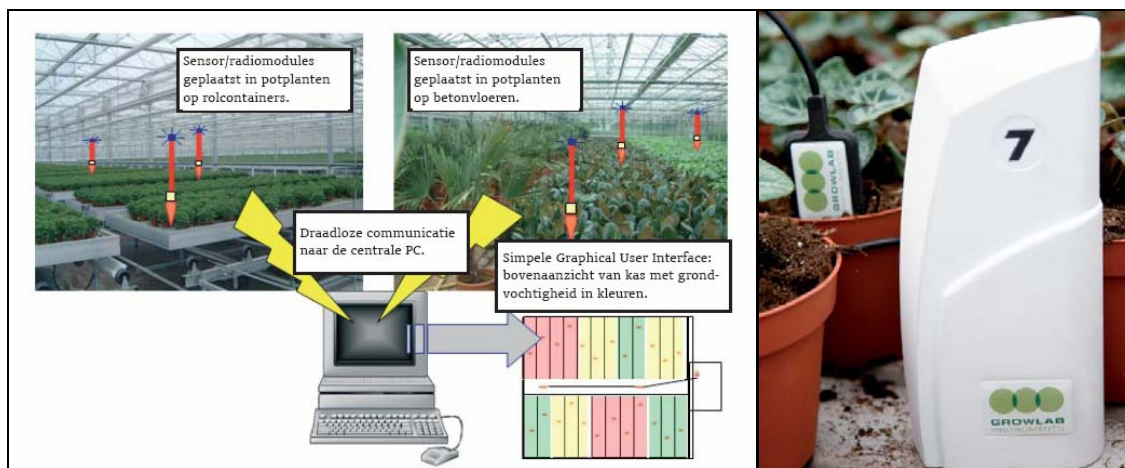 Sensor/radiomodules
geplaatst in potplanten
op rolcontainers.
Sensor/radiomodules
geplaatst in potplanten
op betonvloeren.
Draadloze communicatie
naar de centrale PC.
Simpele Graphical User Interface:
bovenaanzicht van kas met grond-
vochtigheid in kleuren.
7
GROWLAB
GROWLAB